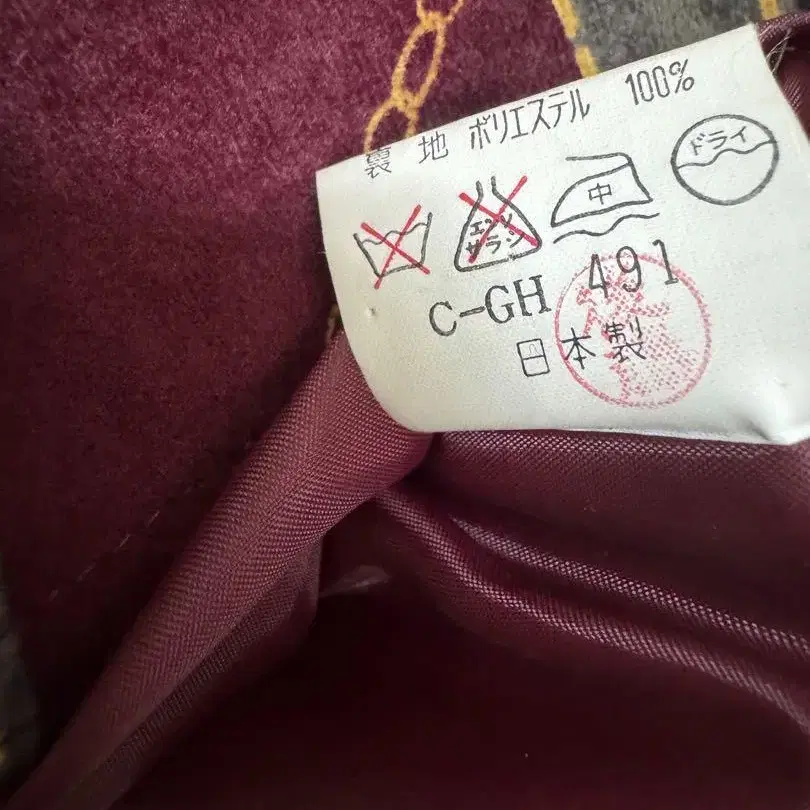 裏地 ポリエステル 100%
エンソ サラシ 中 ドライ
C-GH 491
日本製